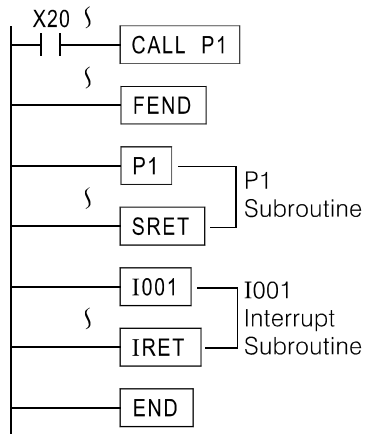 X20
CALL P1
FEND
P1
P1
Subroutine
SRET
I001
I001
Interrupt
Subroutine
IRET
END